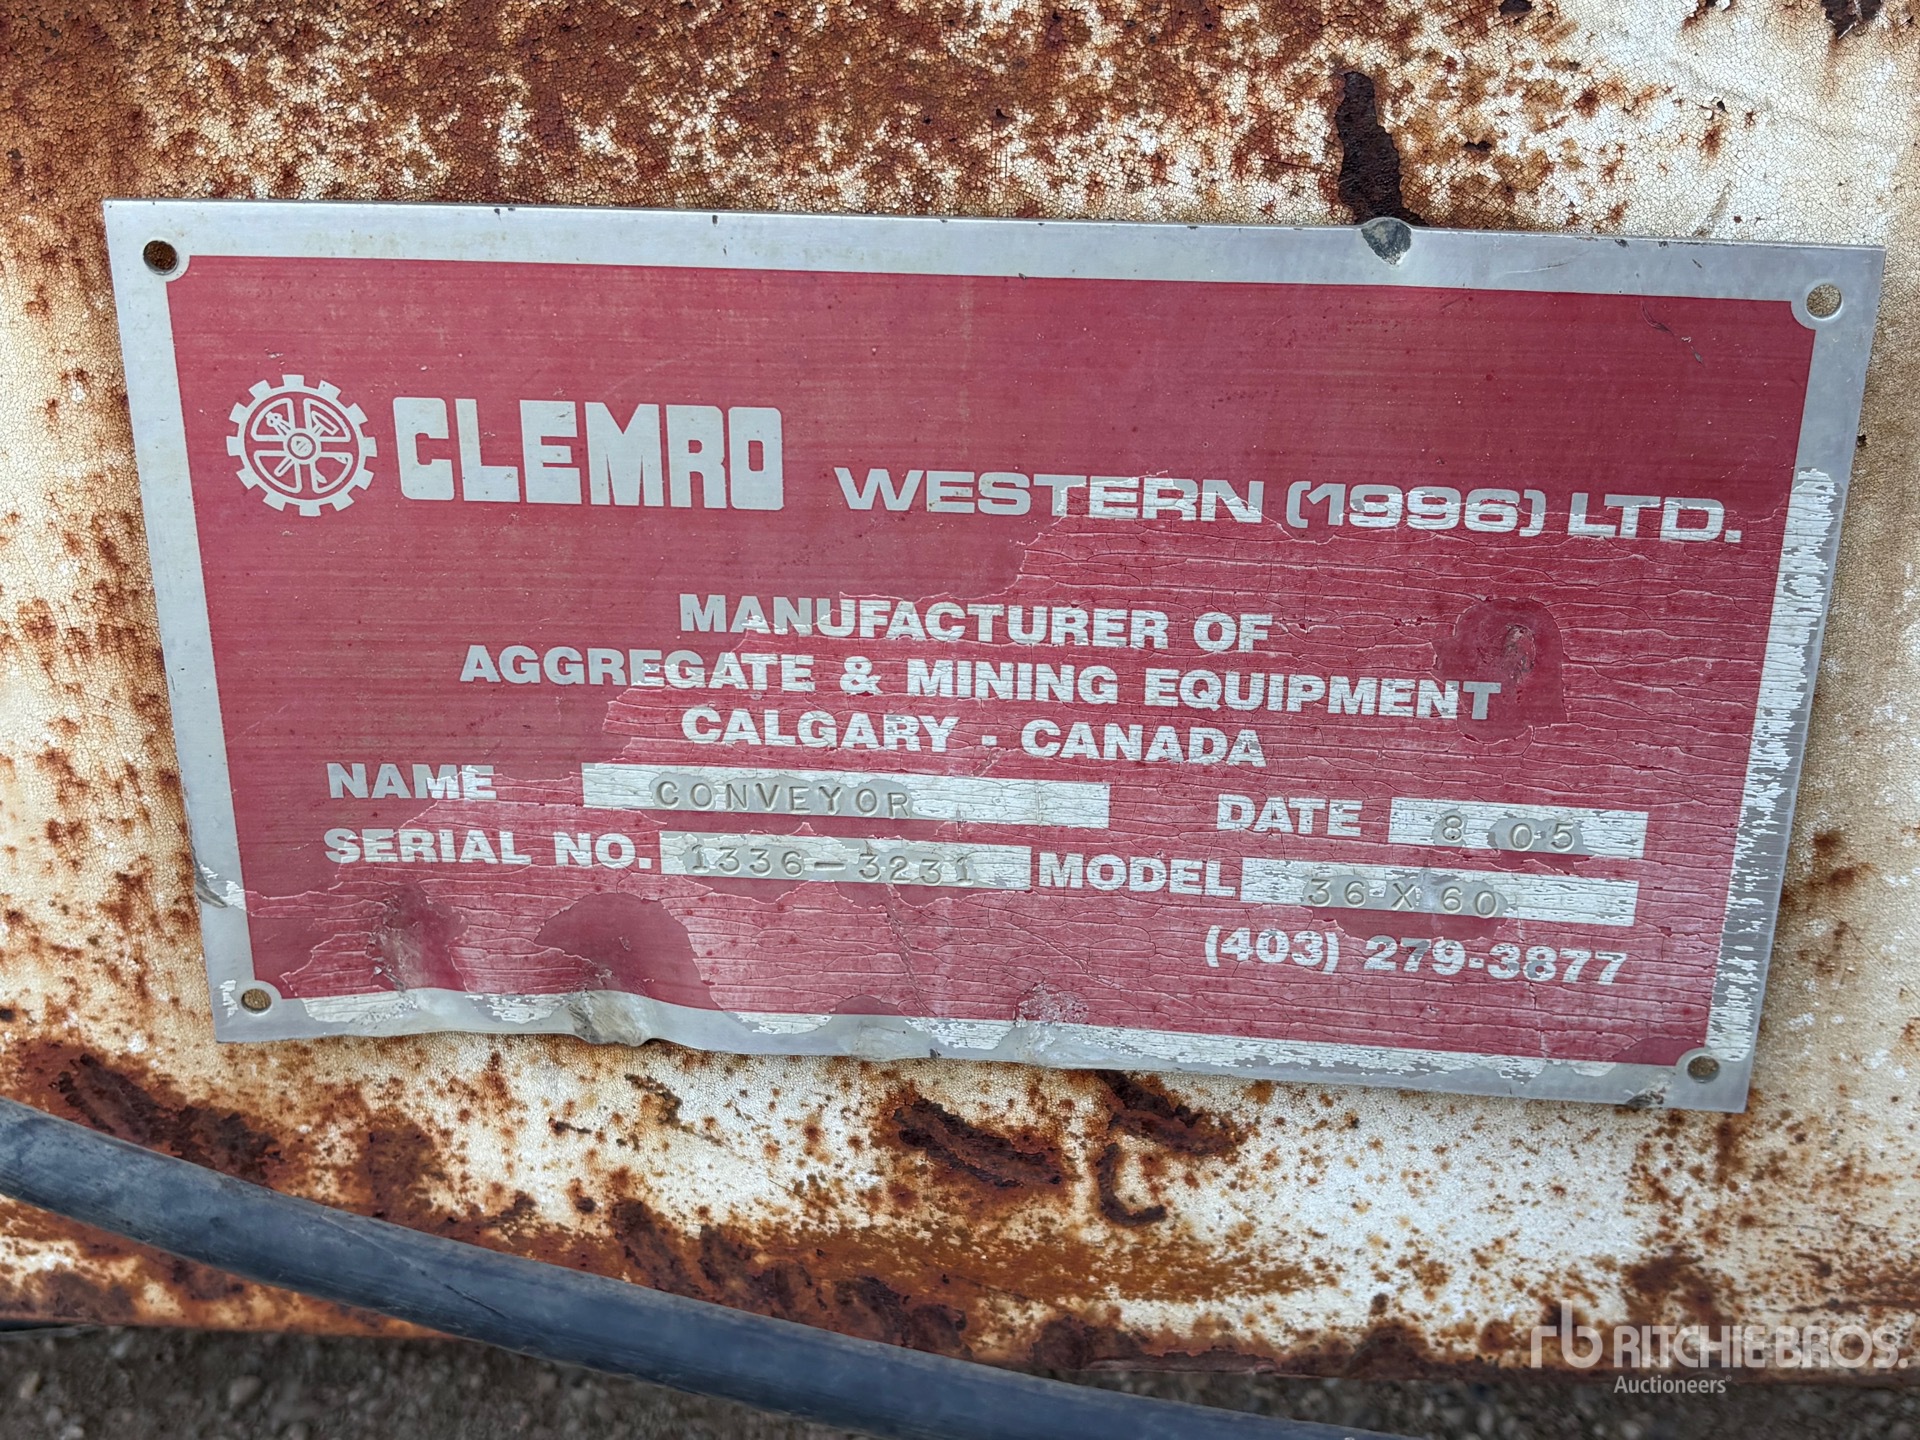 CLEMRO WESTERN (1996) LTD.
MANUFACTURER OF
AGGREGATE & MINING EQUIPMENT
CALGARY - CANADA
NAME CONVEYOR DATE 8 05
SERIAL NO. 1336-3231 MODEL 36 X 60
(403) 279-3877
rb RITCHIE BROS.
Auctioneers